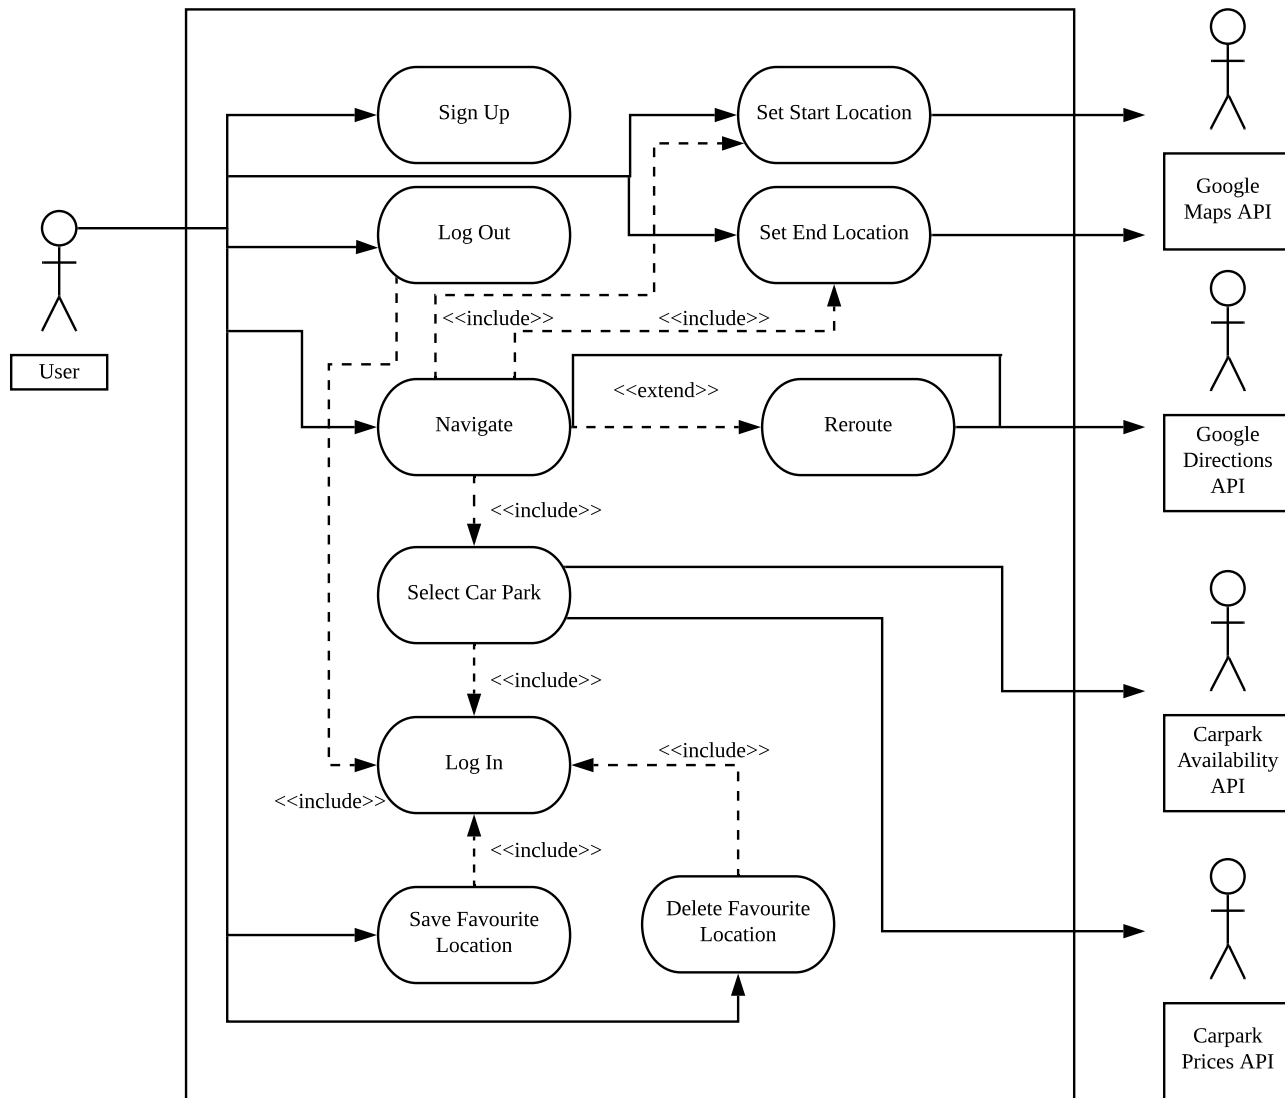 Sign Up
Set Start Location
Google
Maps API
Log Out
Set End Location
<<include>>
<<include>>
User
<<extend>>
Navigate
Reroute
Google
Directions
API
<<include>>
Select Car Park
<<include>>
Carpark
Availability
API
Log In
<<include>>
<<include>>
<<include>>
Save Favourite
Location
Delete Favourite
Location
Carpark
Prices API